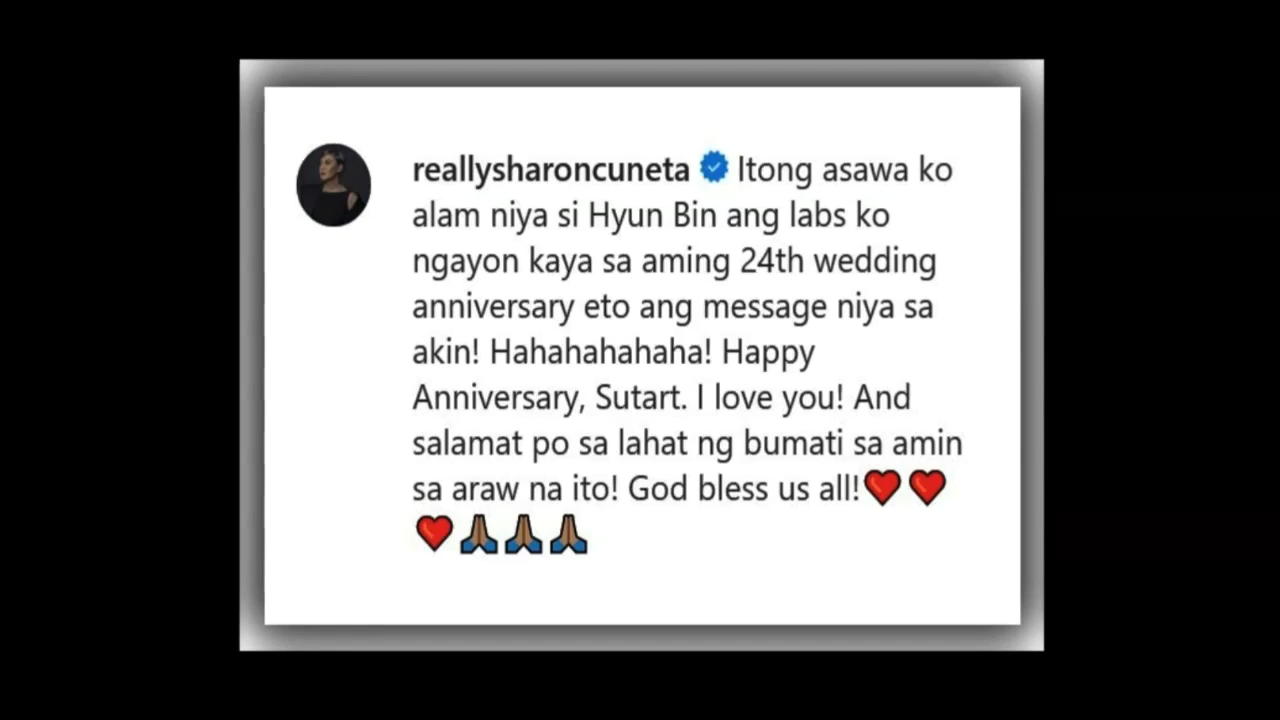 reallysharoncuneta Itong asawa ko
alam niya si Hyun Bin ang labs ko
ngayon kaya sa aming 24th wedding
anniversary eto ang message niya sa
akin! Hahahahahaha! Happy
Anniversary, Sutart. I love you! And
salamat po sa lahat ng bumati sa amin
sa araw na ito! God bless us all!❤️❤️
❤️🙏🏾🙏🏾🙏🏾